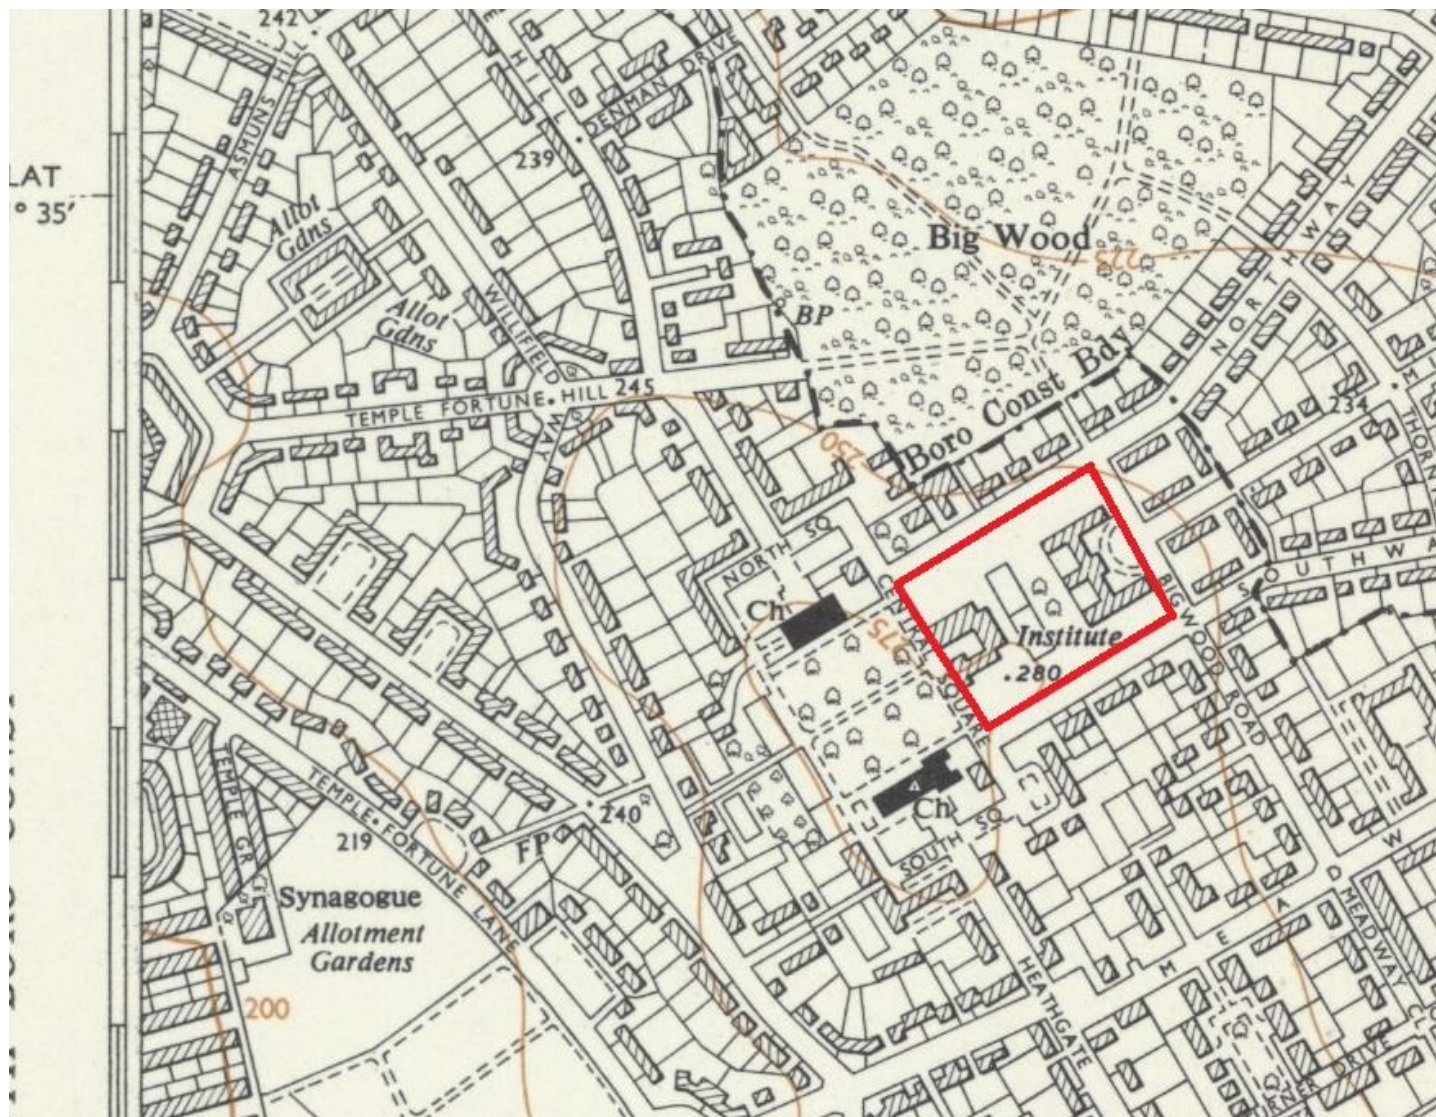 242
ASMUNS H
HILL
DENMAN DRIVE
239
LAT
° 35'
Allot
Gdns
Big Wood
225
NORTHWAY
WILLIFIELD
WAY
Allot
Gdns
BP
Boro Const Bdy
TEMPLE FORTUNE HILL
245
250
234
THORN
NORTH SQ
CENTRAL SQUARE
Ch
275
Institute
.280
BIGWOOD ROAD
SOUTHWA
TEMPLE GR
TEMPLE FORTUNE LANE
219
240
FP
Ch
SOUTH SQ
Synagogue
Allotment
Gardens
MEADWAY
HEATHGATE
200